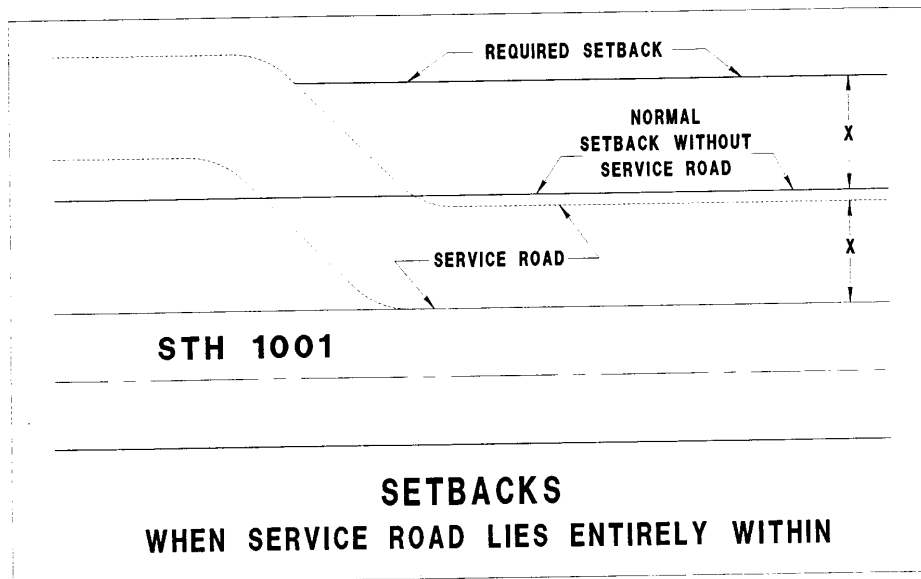 REQUIRED SETBACK
NORMAL
SETBACK WITHOUT
SERVICE ROAD
X
X
SERVICE ROAD
STH 1001
SETBACKS
WHEN SERVICE ROAD LIES ENTIRELY WITHIN